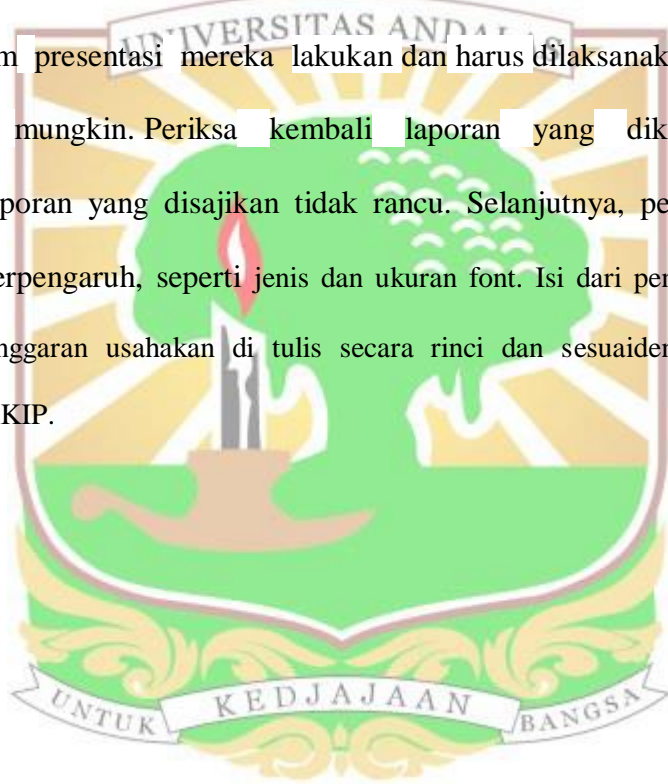 UNIVERSITAS ANDALAS
m presentasi mereka lakukan dan harus dilaksanak
mungkin. Periksa kembali laporan yang dik
poran yang disajikan tidak rancu. Selanjutnya, pe
erpengaruh, seperti jenis dan ukuran font. Isi dari per
nggaran usahakan di tulis secara rinci dan sesuaider
KIP.
UNTUK KEDJAJAAN BANGSA